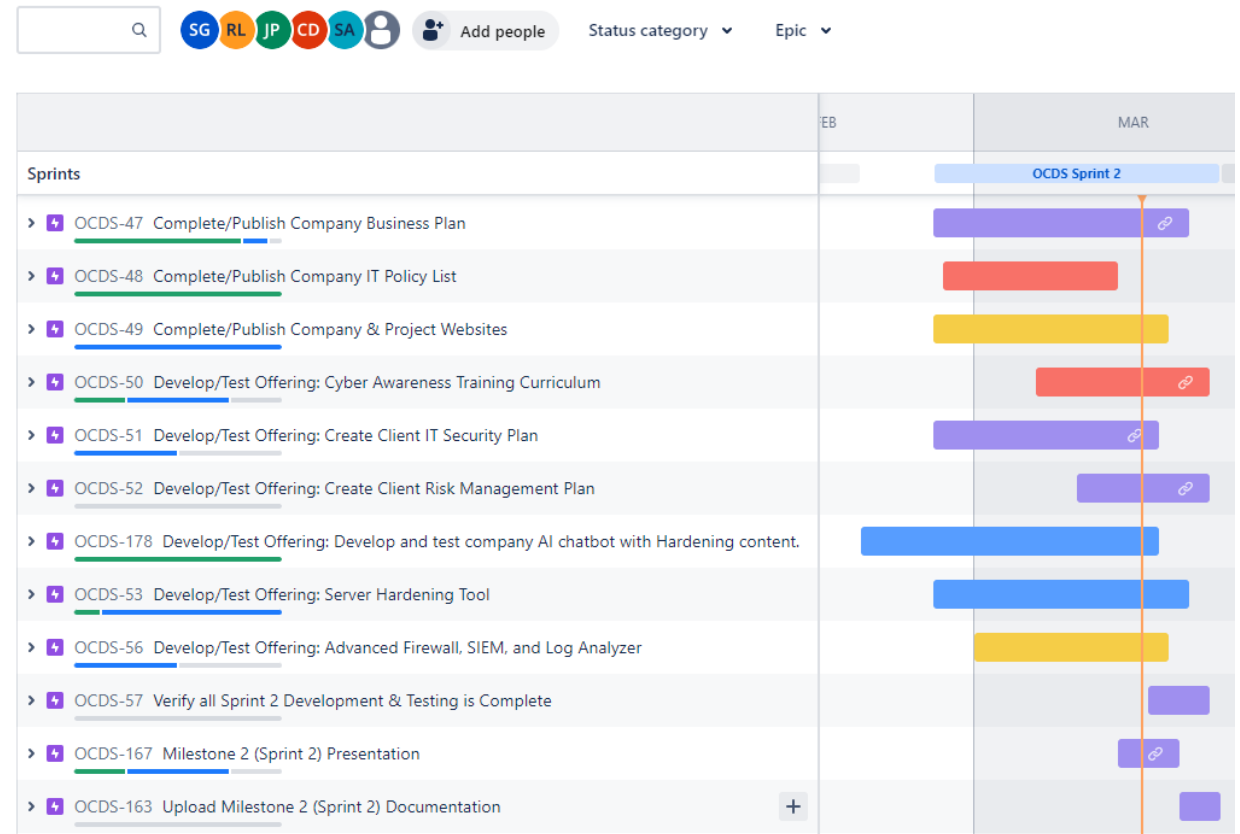 SG RL JP CD SA Add people Status category Epic
EB MAR
Sprints OCDS Sprint 2
OCDS-47 Complete/Publish Company Business Plan
OCDS-48 Complete/Publish Company IT Policy List
OCDS-49 Complete/Publish Company & Project Websites
OCDS-50 Develop/Test Offering: Cyber Awareness Training Curriculum
OCDS-51 Develop/Test Offering: Create Client IT Security Plan
OCDS-52 Develop/Test Offering: Create Client Risk Management Plan
OCDS-178 Develop/Test Offering: Develop and test company AI chatbot with Hardening content.
OCDS-53 Develop/Test Offering: Server Hardening Tool
OCDS-56 Develop/Test Offering: Advanced Firewall, SIEM, and Log Analyzer
OCDS-57 Verify all Sprint 2 Development & Testing is Complete
OCDS-167 Milestone 2 (Sprint 2) Presentation
OCDS-163 Upload Milestone 2 (Sprint 2) Documentation